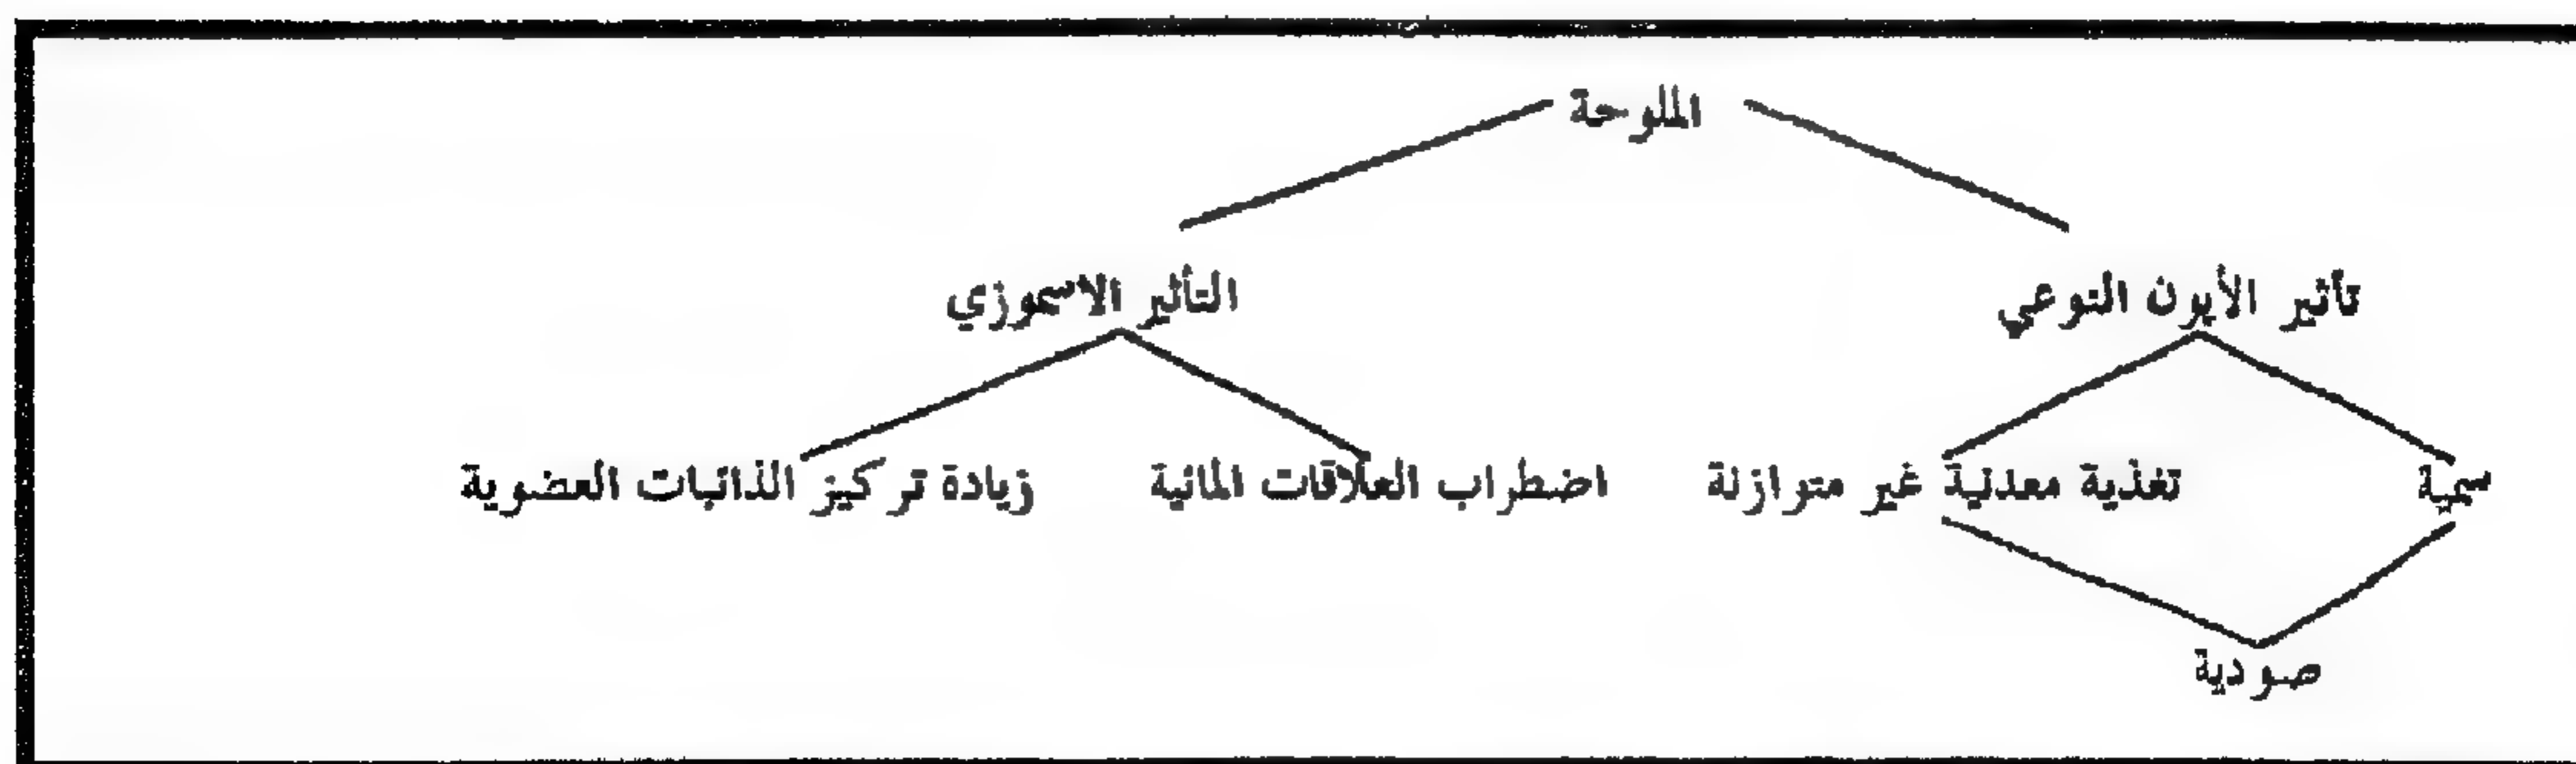 الملوحة
تأثير الأيون النوعي التأثير الاسموزي
سمية تغذية معدنية غير متوازنة اضطراب العلاقات المائية زيادة تركيز الذائبات العضوية
صودية